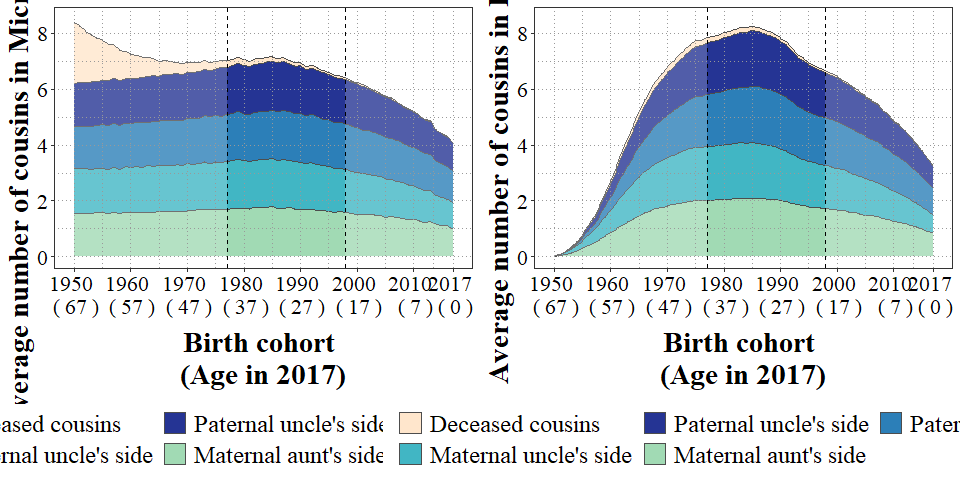 verage number of cousins in Micr
8
6
4
2
0
1950 1960 1970 1980 1990 2000 2010 2017
( 67 ) ( 57 ) ( 47 ) ( 37 ) ( 27 ) ( 17 ) ( 7 ) ( 0 )
Birth cohort
(Age in 2017)
ased cousins
Paternal uncle's side
rnal uncle's side
Maternal aunt's side
Average number of cousins in
8
6
4
2
0
1950 1960 1970 1980 1990 2000 2010 2017
( 67 ) ( 57 ) ( 47 ) ( 37 ) ( 27 ) ( 17 ) ( 7 ) ( 0 )
Birth cohort
(Age in 2017)
Deceased cousins
Paternal uncle's side
Pater
Maternal uncle's side
Maternal aunt's side